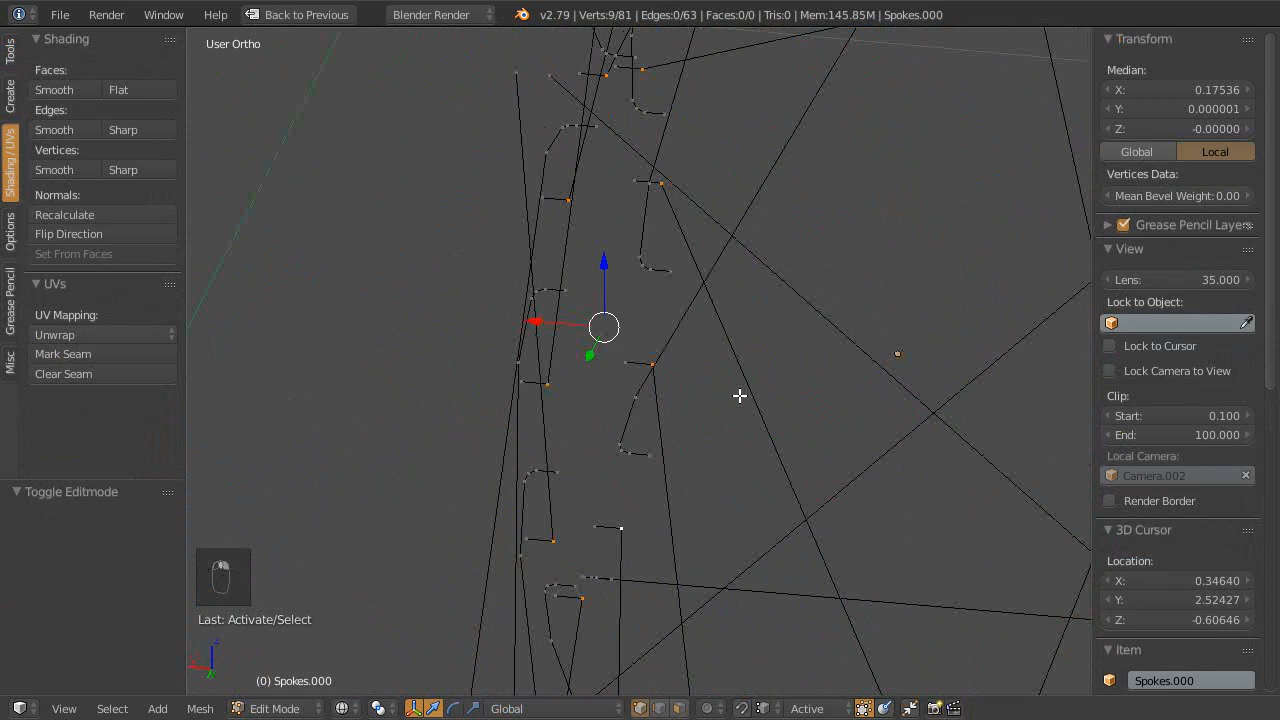 File Render Window Help Back to Previous Blender Render v2.79 | Verts:9/81 | Edges:0/63 | Faces:0/0 | Tris:0 | Mem:145.85M | Spokes.000
Tools
Create
Shading / UVs
Options
Grease Pencil
Misc
Shading
Faces:
Smooth Flat
Edges:
Smooth Sharp
Vertices:
Smooth Sharp
Normals:
Recalculate
Flip Direction
Set From Faces
UVs
UV Mapping:
Unwrap
Mark Seam
Clear Seam
Toggle Editmode
User Ortho
Last: Activate/Select
(0) Spokes.000
Transform
Median:
X: 0.17536
Y: 0.000001
Z: -0.00000
Global Local
Vertices Data:
Mean Bevel Weight: 0.00
Grease Pencil Layers
View
Lens: 35.000
Lock to Object:
Lock to Cursor
Lock Camera to View
Clip:
Start: 0.100
End: 100.000
Local Camera:
Camera.002
Render Border
3D Cursor
Location:
X: 0.34640
Y: 2.52427
Z: -0.60646
Item
Spokes.000
View Select Add Mesh Edit Mode Global Active